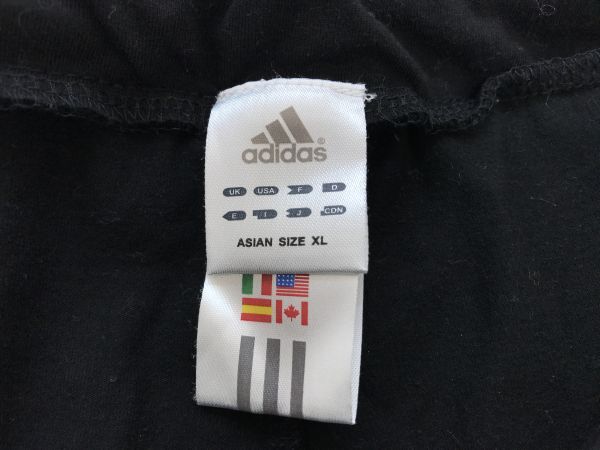 adidas®
UK USA F D
E I J CDN
ASIAN SIZE XL